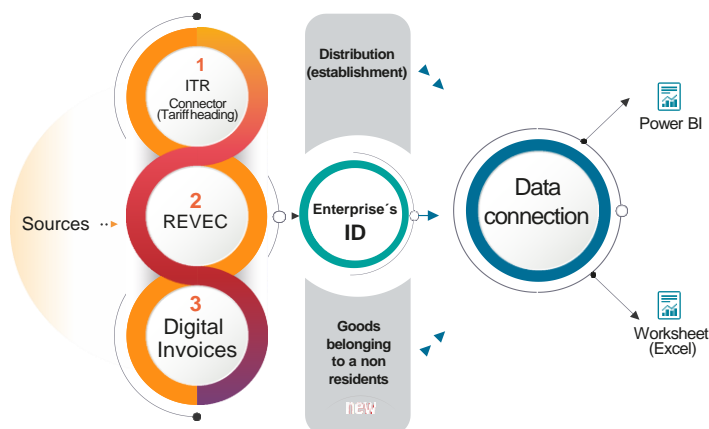 Sources
1
ITR
Connector
(Tariff heading)
2
REVEC
3
Digital
Invoices
Distribution
(establishment)
Enterprise´s
ID
Goods
belonging
to a non
residents
new
Data
connection
Power BI
Worksheet
(Excel)